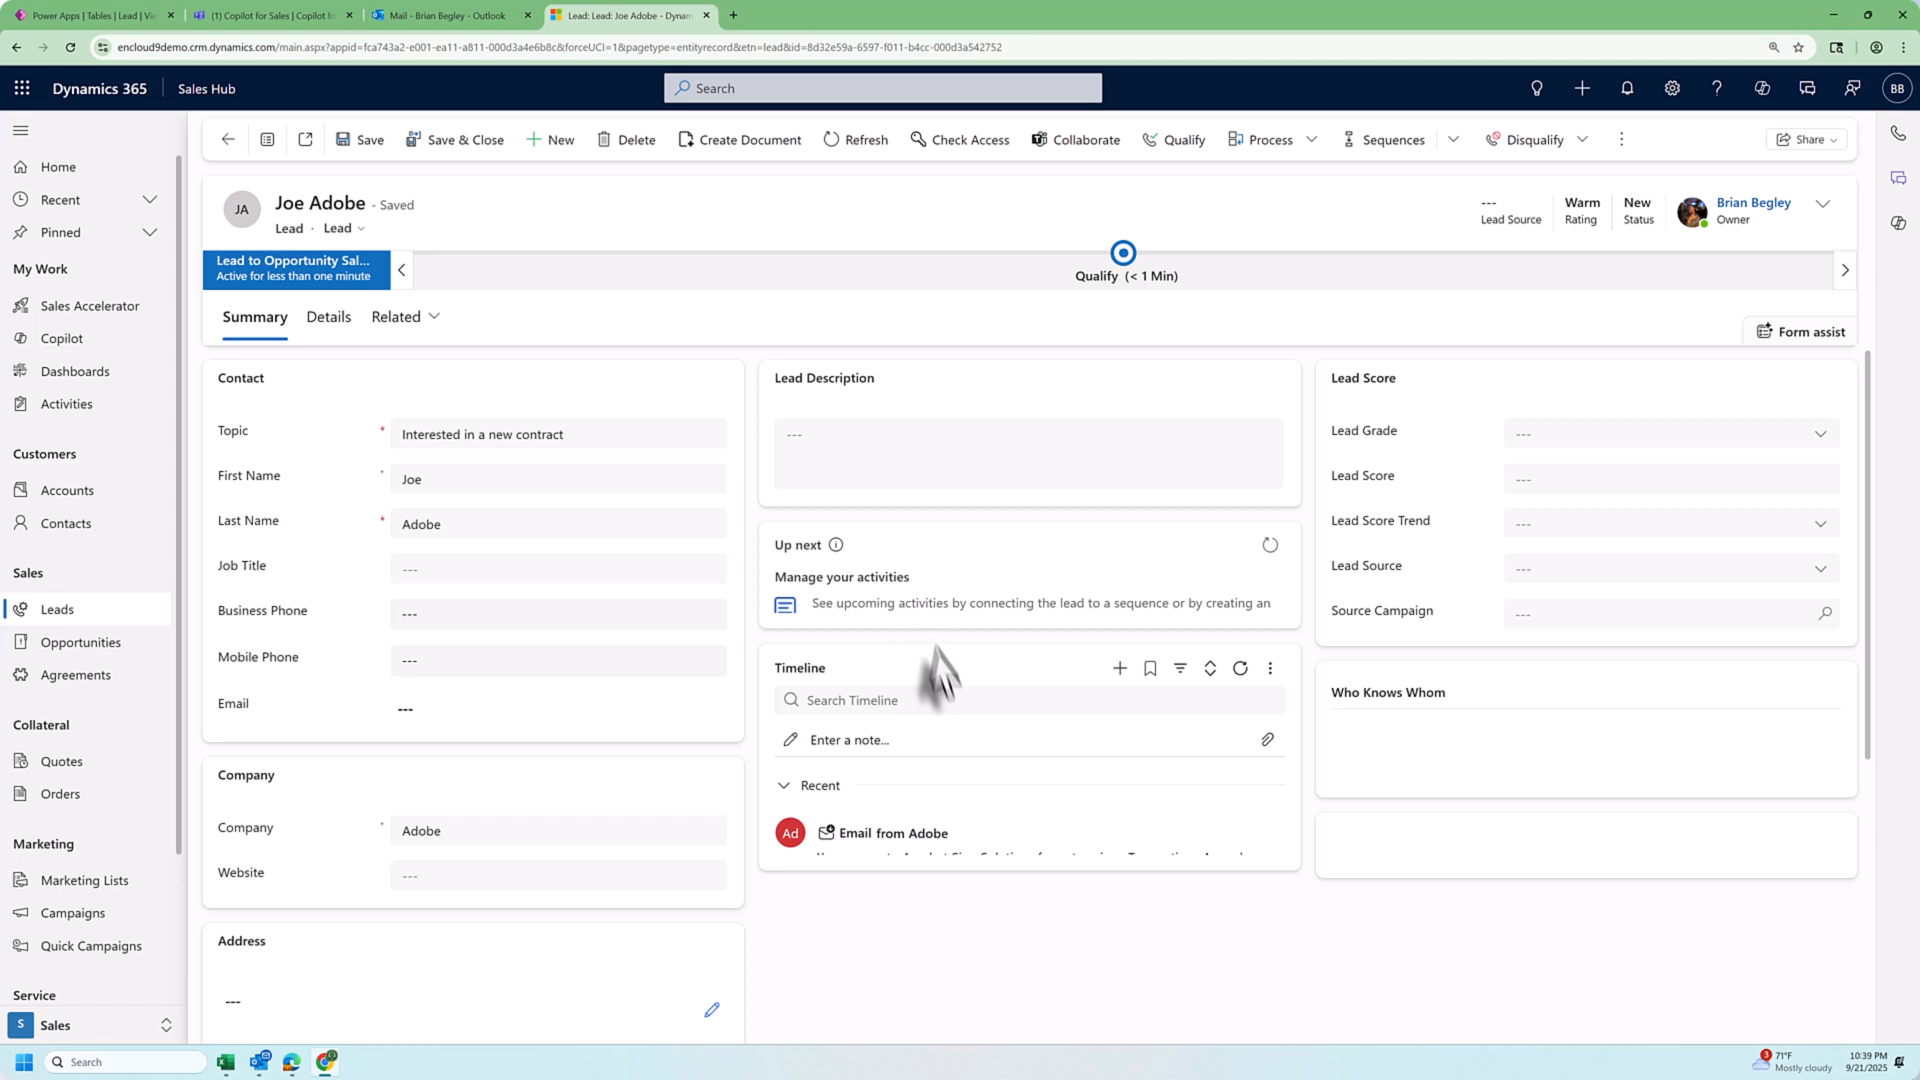 Power Apps | Tables | Lead | Vi
(1) Copilot for Sales | Copilot fo
Mail - Brian Begley - Outlook
Lead: Lead: Joe Adobe - Dynam
encloud9demo.crm.dynamics.com/main.aspx?appid=fca743a2-e001-ea11-a811-000d3a4e6b8c&forceUCI=1&pagetype=entityrecord&etn=lead&id=8d32e59a-6597-f011-b4cc-000d3a542752
Dynamics 365
Sales Hub
Search
BB
Save
Save & Close
New
Delete
Create Document
Refresh
Check Access
Collaborate
Qualify
Process
Sequences
Disqualify
Share
Home
Recent
Pinned
My Work
Sales Accelerator
Copilot
Dashboards
Activities
Customers
Accounts
Contacts
Sales
Leads
Opportunities
Agreements
Collateral
Quotes
Orders
Marketing
Marketing Lists
Campaigns
Quick Campaigns
Service
S
Sales
JA
Joe Adobe - Saved
Lead · Lead
---
Lead Source
Warm
Rating
New
Status
Brian Begley
Owner
Lead to Opportunity Sal...
Active for less than one minute
Qualify (< 1 Min)
Summary
Details
Related
Form assist
Contact
Topic *
Interested in a new contract
First Name
Joe
Last Name *
Adobe
Job Title
---
Business Phone
---
Mobile Phone
---
Email
---
Company
Company
Adobe
Website
---
Address
---
Lead Description
---
Up next
Manage your activities
See upcoming activities by connecting the lead to a sequence or by creating an
Timeline
Search Timeline
Enter a note...
Recent
Ad
Email from Adobe
Lead Score
Lead Grade
---
Lead Score
---
Lead Score Trend
---
Lead Source
---
Source Campaign
---
Who Knows Whom
Search
3
71°F
Mostly cloudy
10:39 PM
9/21/2025